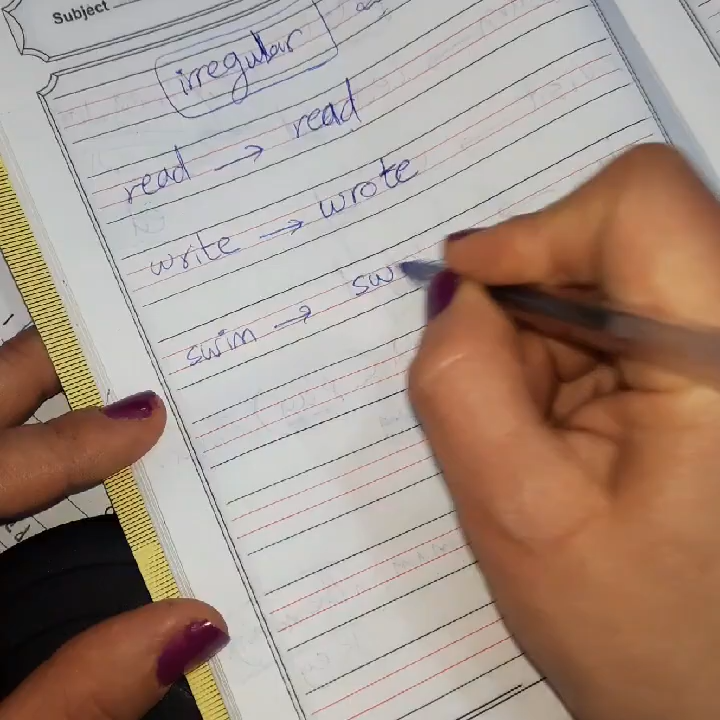 Subject
irregular
read → read
write → wrote
swim → sw